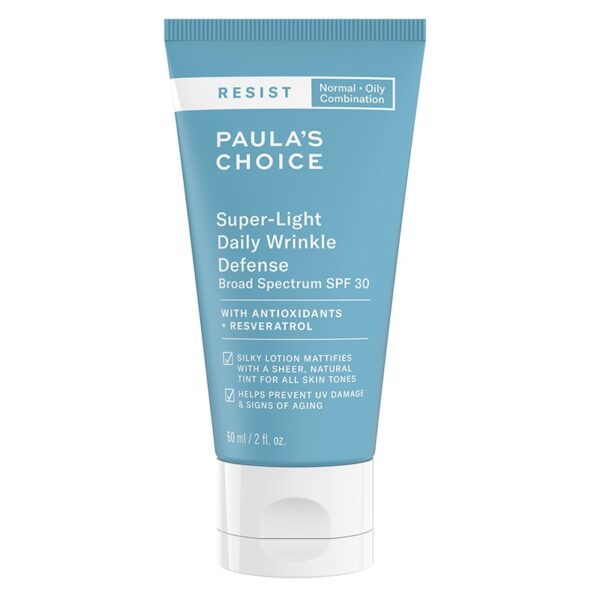 RESIST
Normal • Oily
Combination
PAULA'S
CHOICE
Super-Light
Daily Wrinkle
Defense
Broad Spectrum SPF 30
WITH ANTIOXIDANTS
+ RESVERATROL
SILKY LOTION MATTIFIES
WITH A SHEER, NATURAL
TINT FOR ALL SKIN TONES
HELPS PREVENT UV DAMAGE
& SIGNS OF AGING
60 ml / 2 fl. oz.